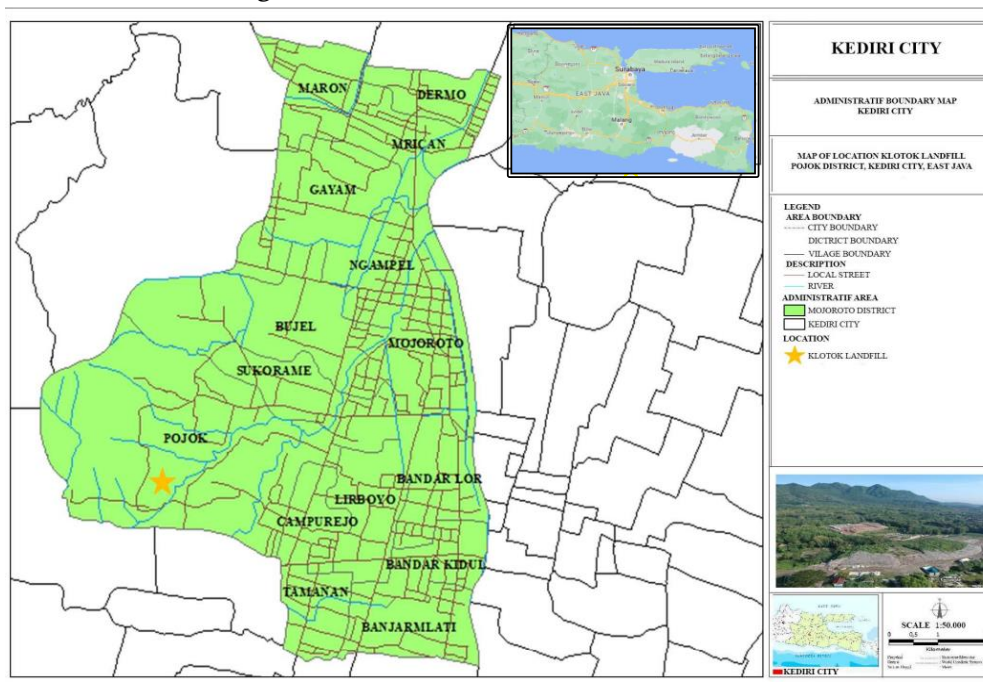 MARON
DERMO
MRICAN
GAYAM
NGAMPEL
BUJEL
MOJOROTO
SUKORAME
POJOK
BANDAR LOR
LIRBOYO
CAMPUREJO
BANDAR KIDUL
TAMANAN
BANJARMLATI
Surabaya
EAST JAVA
Malang
KEDIRI CITY
ADMINISTRATIF BOUNDARY MAP
KEDIRI CITY
MAP OF LOCATION KLOTOK LANDFILL
POJOK DISTRICT, KEDIRI CITY, EAST JAVA
LEGEND
AREA BOUNDARY
CITY BOUNDARY
DICTRICT BOUNDARY
VILAGE BOUNDARY
DESCRIPTION
LOCAL STREET
RIVER
ADMINISTRATIF AREA
MOJOROTO DISTRICT
KEDIRI CITY
LOCATION
KLOTOK LANDFILL
KEDIRI CITY
SCALE 1:50.000
0 0,5 1
Kilometer